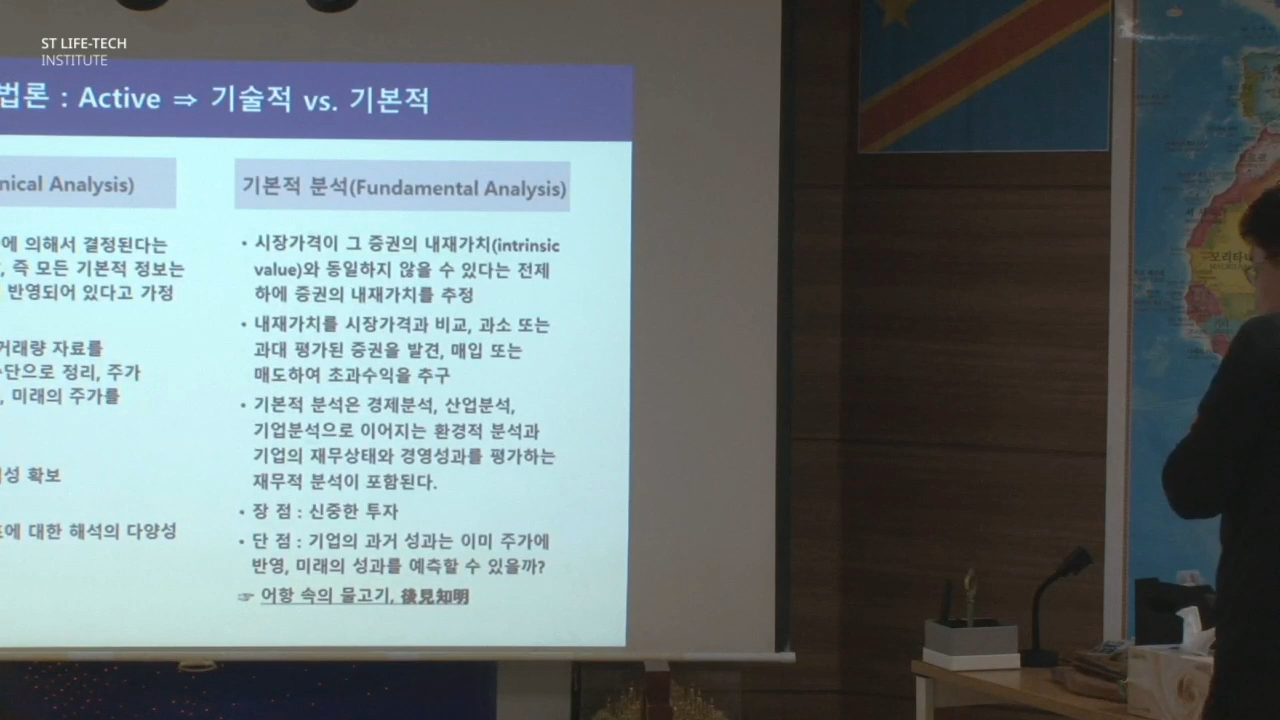 ST LIFE-TECH
INSTITUTE
법론 : Active ⇒ 기술적 vs. 기본적
nical Analysis)
에 의해서 결정된다는
, 즉 모든 기본적 정보는
반영되어 있다고 가정
거래량 자료를
단으로 정리, 주가
, 미래의 주가를
성 확보
에 대한 해석의 다양성
기본적 분석(Fundamental Analysis)
• 시장가격이 그 증권의 내재가치(intrinsic
value)와 동일하지 않을 수 있다는 전제
하에 증권의 내재가치를 추정
• 내재가치를 시장가격과 비교, 과소 또는
과대 평가된 증권을 발견, 매입 또는
매도하여 초과수익을 추구
• 기본적 분석은 경제분석, 산업분석,
기업분석으로 이어지는 환경적 분석과
기업의 재무상태와 경영성과를 평가하는
재무적 분석이 포함된다.
• 장 점 : 신중한 투자
• 단 점 : 기업의 과거 성과는 이미 주가에
반영, 미래의 성과를 예측할 수 있을까?
☞ 어항 속의 물고기, 後見知明
모리타니